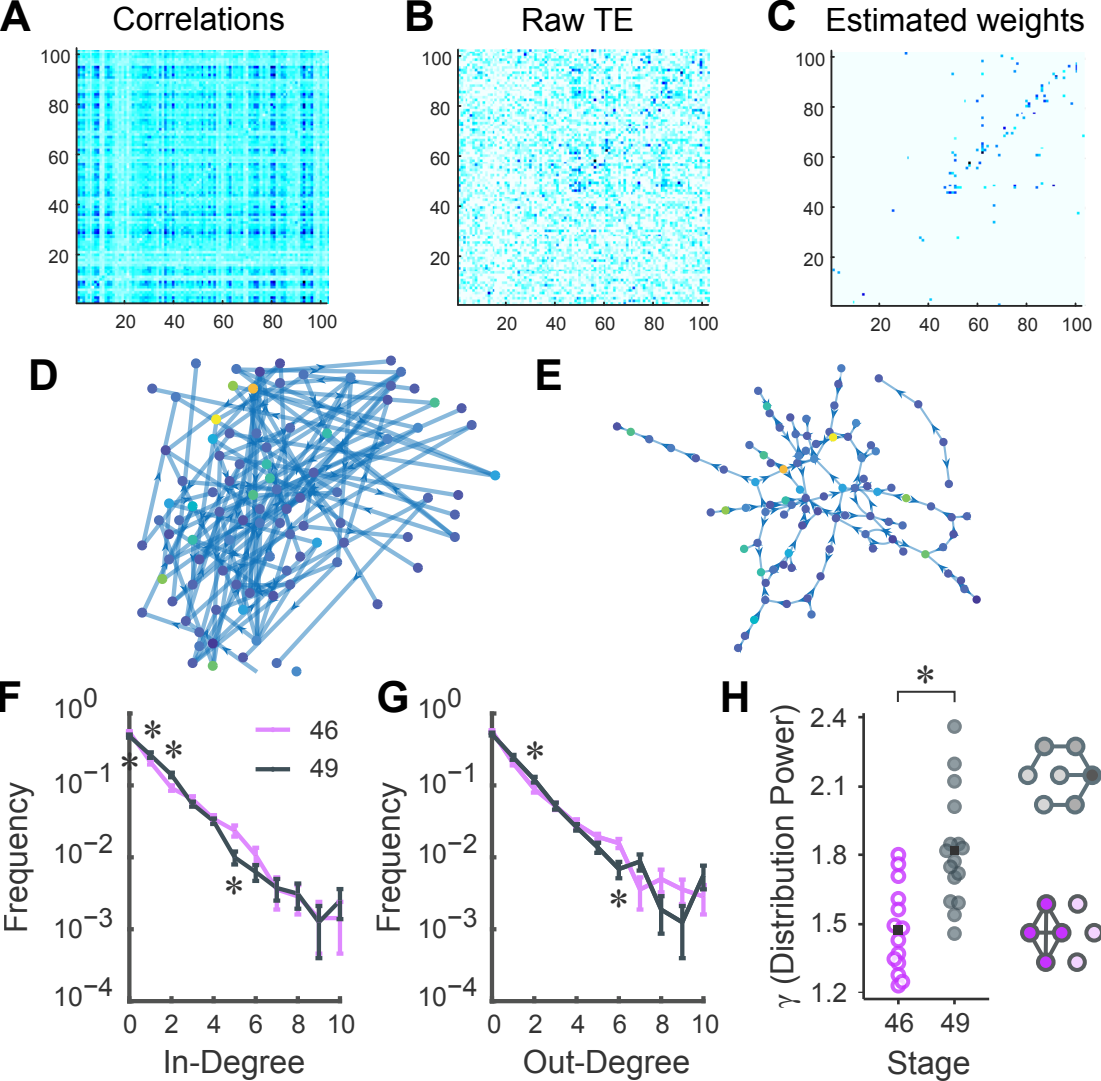 A Correlations
B Raw TE
C Estimated weights
100
80
60
40
20
20 40 60 80 100
100
80
60
40
20
20 40 60 80 100
100
80
60
40
20
20 40 60 80 100
D
E
F
10^0
10^−1
10^−2
10^−3
10^−4
Frequency
46
49
*
*
*
*
0 2 4 6 8 10
In-Degree
G
10^0
10^−1
10^−2
10^−3
10^−4
Frequency
*
*
0 2 4 6 8 10
Out-Degree
H
γ (Distribution Power)
*
2.4
2.1
1.8
1.5
1.2
46 49
Stage